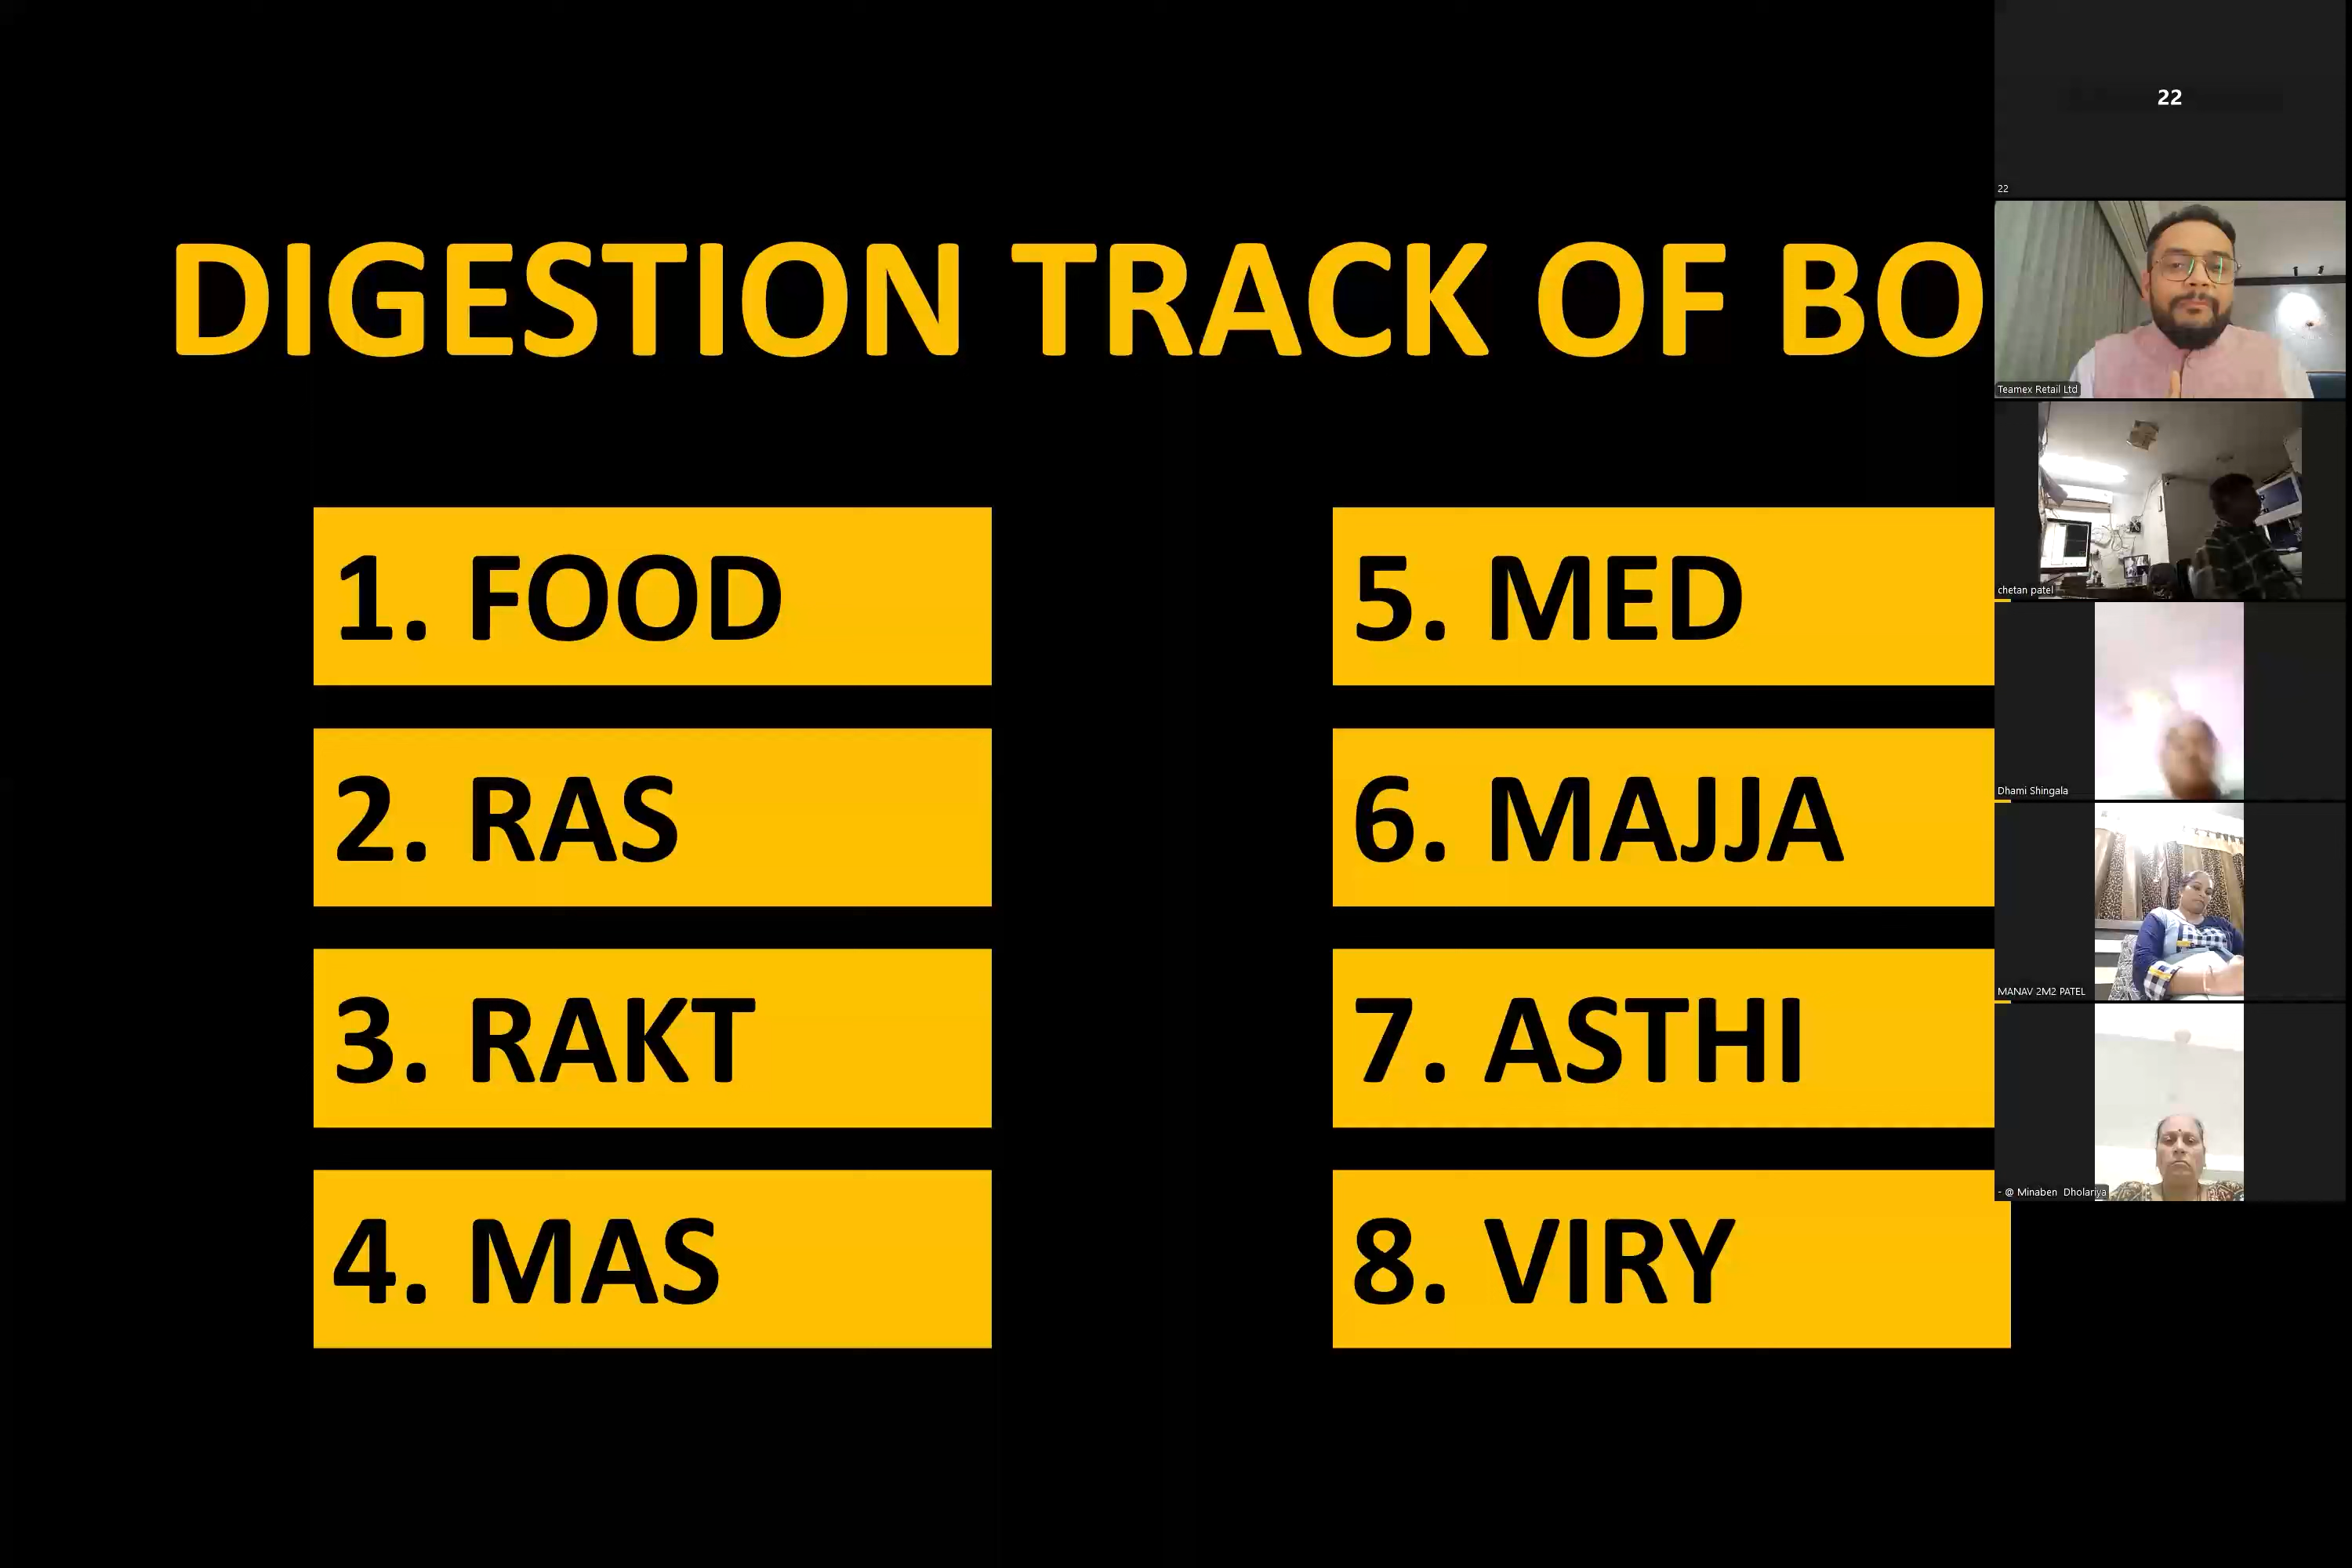 DIGESTION TRACK OF BO
1. FOOD
2. RAS
3. RAKT
4. MAS
5. MED
6. MAJJA
7. ASTHI
8. VIRY
22
22
Teamex Retail Ltd
chetan patel
Dhami Shingala
MANAV 2M2 PATEL
- @ Minaben Dholariya